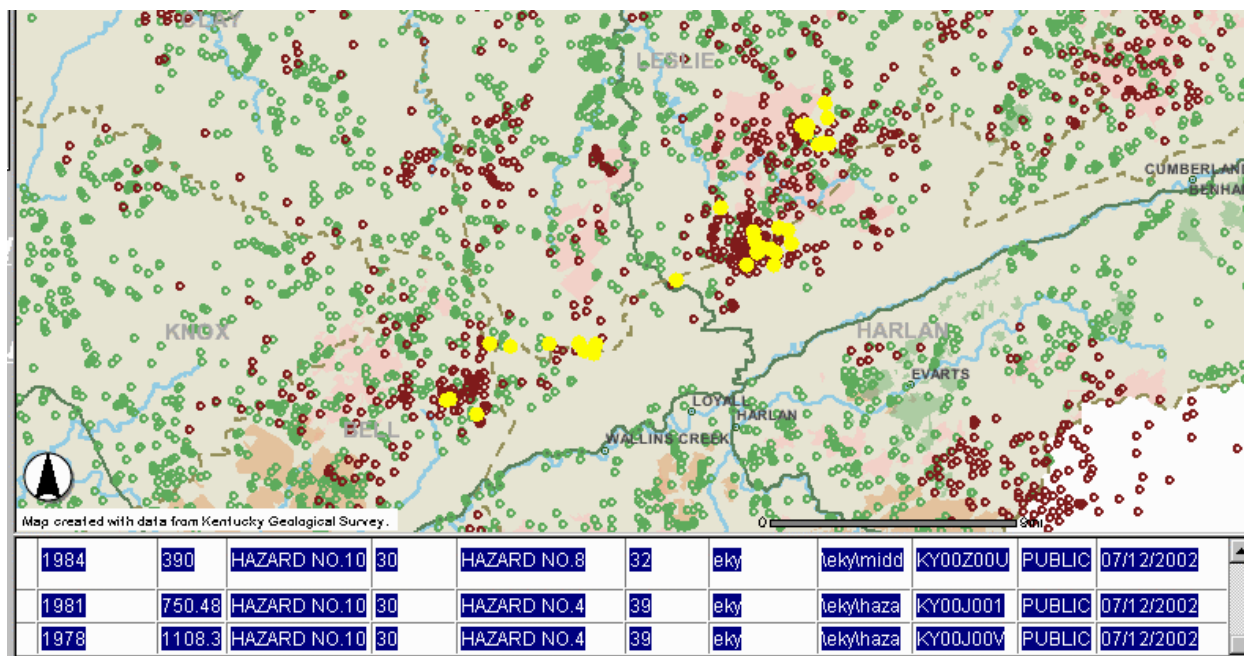 CLAY
LESLIE
CUMBERLAND
BENHA
KNOX
HARLAN
EVARTS
LOYALL
HARLAN
BELL
WALLINS CREEK
Map created with data from Kentucky Geological Survey.
0 9mi
1984 390 HAZARD NO.10 30 HAZARD NO.8 32 eky \eky\midd KY00Z00U PUBLIC 07/12/2002
1981 750.48 HAZARD NO.10 30 HAZARD NO.4 39 eky \eky\haza KY00J001 PUBLIC 07/12/2002
1978 1108.3 HAZARD NO.10 30 HAZARD NO.4 39 eky \eky\haza KY00J00V PUBLIC 07/12/2002